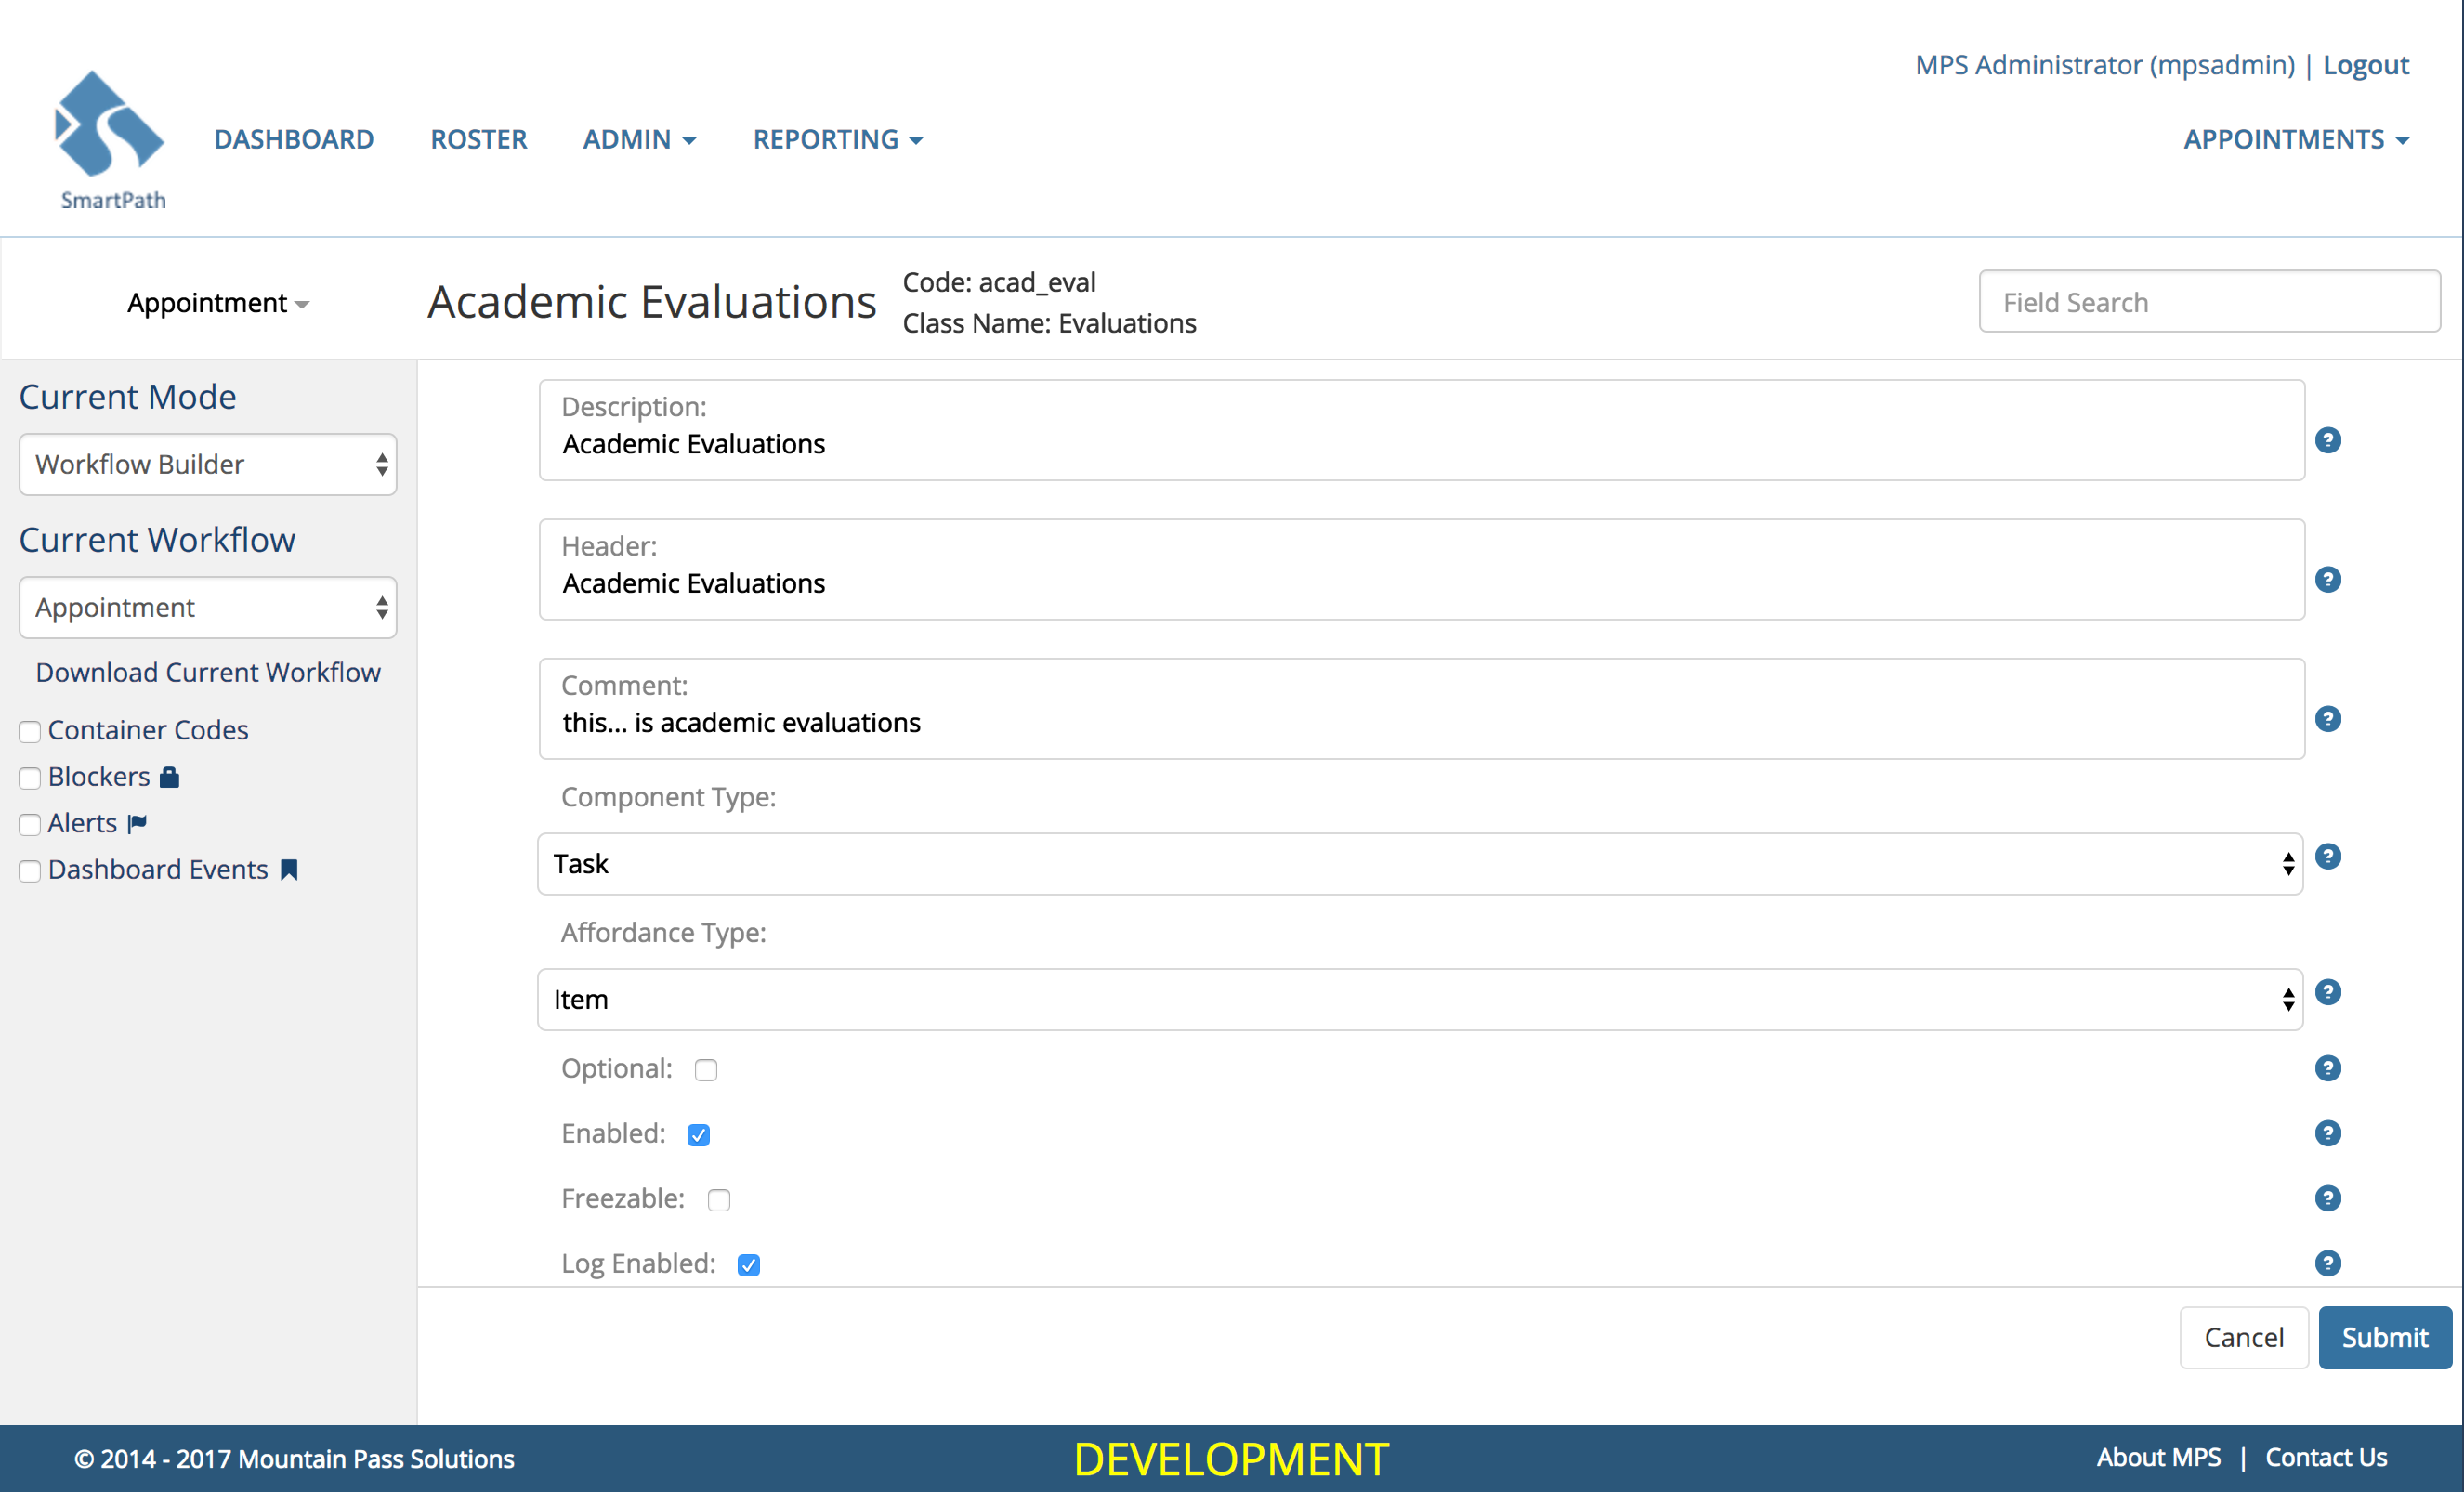 MPS Administrator (mpsadmin) | Logout
SmartPath
DASHBOARD ROSTER ADMIN REPORTING APPOINTMENTS
Appointment
Academic Evaluations
Code: acad_eval
Class Name: Evaluations
Field Search
Current Mode
Workflow Builder
Current Workflow
Appointment
Download Current Workflow
Container Codes
Blockers
Alerts
Dashboard Events
Description:
Academic Evaluations
?
Header:
Academic Evaluations
?
Comment:
this... is academic evaluations
?
Component Type:
Task
?
Affordance Type:
Item
?
Optional:
?
Enabled:
?
Freezable:
?
Log Enabled:
?
Cancel Submit
© 2014 - 2017 Mountain Pass Solutions
DEVELOPMENT
About MPS | Contact Us